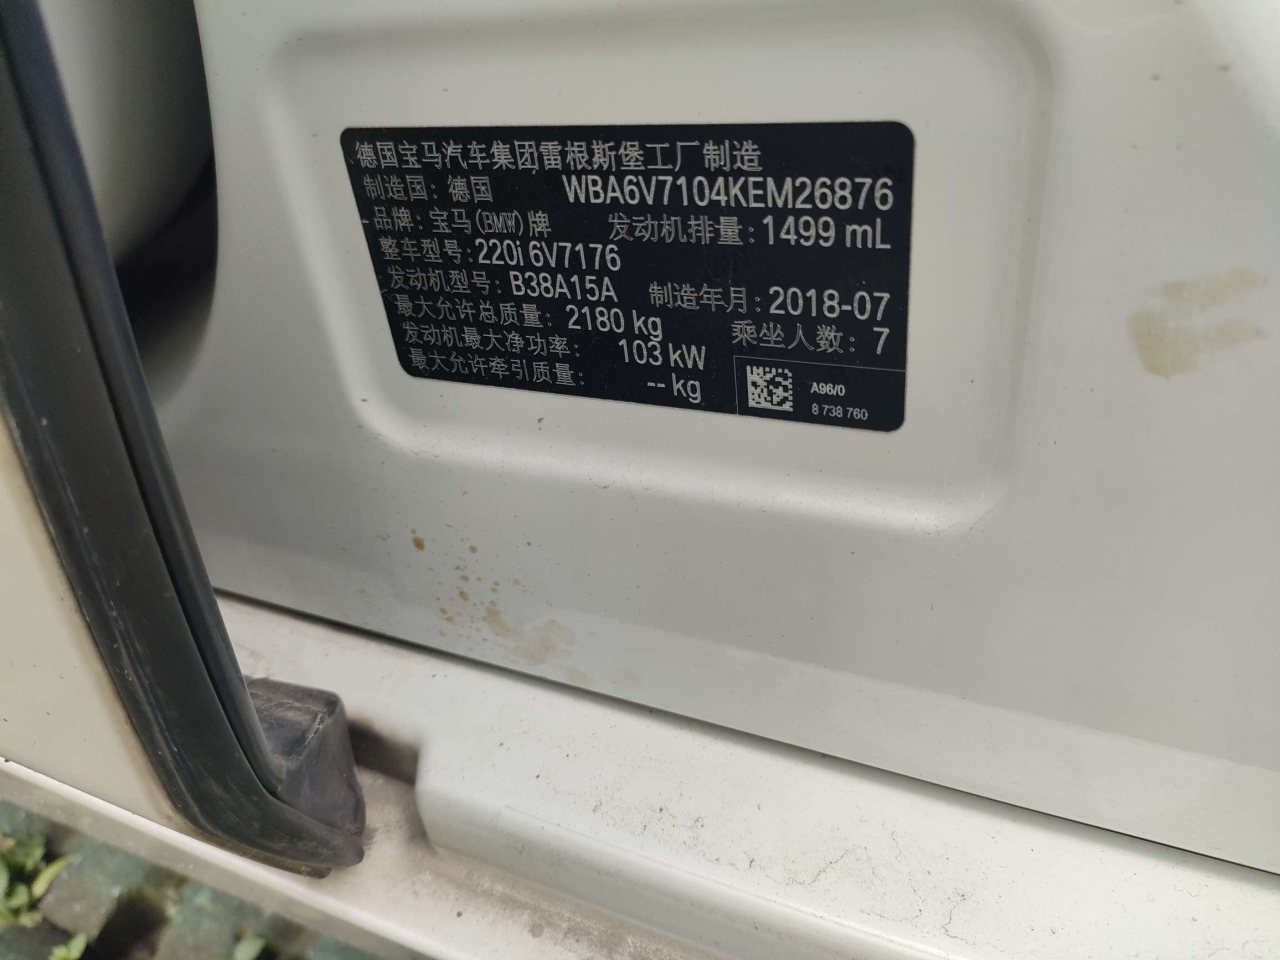 德国宝马汽车集团雷根斯堡工厂制造
制造国：德国 WBA6V7104KEM26876
品牌：宝马(BMW)牌 发动机排量：1499 mL
整车型号：220i 6V7176
发动机型号：B38A15A 制造年月：2018-07
最大允许总质量：2180 kg 乘坐人数：7
发动机最大净功率：103 kW
最大允许牵引质量：-- kg
A96/0
8 738 760